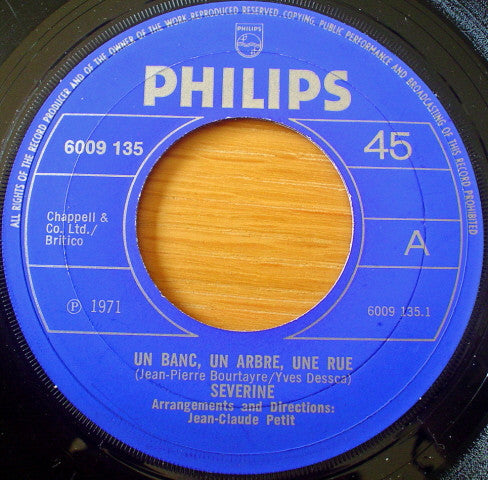 ALL RIGHTS OF THE RECORD PRODUCER AND OF THE OWNER OF THE WORK REPRODUCED RESERVED. COPYING, PUBLIC PERFORMANCE AND BROADCASTING OF THIS RECORD PROHIBITED
PHILIPS
PHILIPS
6009 135
45
Chappell &
Co. Ltd./
Britico
A
Ⓟ 1971
6009 135.1
UN BANC, UN ARBRE, UNE RUE
(Jean-Pierre Bourtayre/Yves Dessca)
SEVERINE
Arrangements and Directions:
Jean-Claude Petit